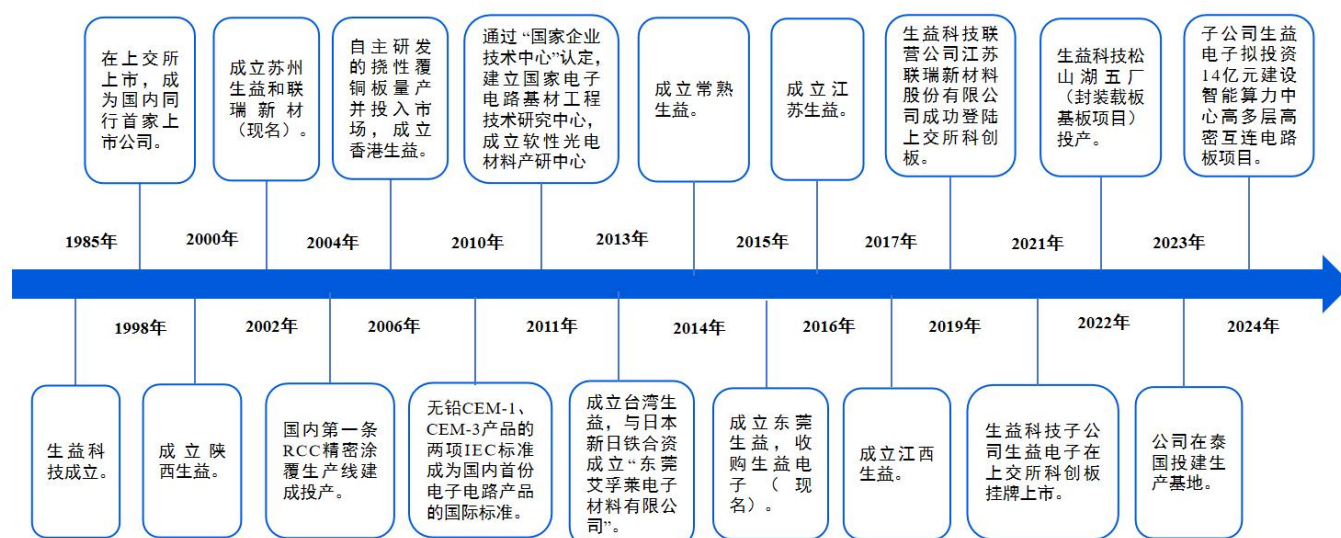 在上交所
上市，成
为国内同
行首家上
市公司。
成立苏州
生益和联
瑞新材
（现名）。
自主研发
的挠性覆
铜板量产
并投入市
场，成立
香港生益。
通过“国家企业
技术中心”认定，
建立国家电子
电路基材工程
技术研究中心，
成立软性光电
材料产研中心
成立常熟
生益。
成立江
苏生益。
生益科技联
营公司江苏
联瑞新材料
股份有限公
司成功登陆
上交所科创
板。
生益科技松
山湖五厂
（封装载板
基板项目）
投产。
子公司生益
电子拟投资
14亿元建设
智能算力中
心高多层高
密互连电路
板项目。
1985年
2000年
2004年
2010年
2013年
2015年
2017年
2021年
2023年
1998年
2002年
2006年
2011年
2014年
2016年
2019年
2022年
2024年
生益科
技成立。
成立陕
西生益。
国内第一条
RCC精密涂
覆生产线建
成投产。
无铅CEM-1、
CEM-3产品的
两项IEC标准
成为国内首份
电子电路产品
的国际标准。
成立台湾生
益，与日本
新日铁合资
成立“东莞
艾孚莱电子
材料有限公
司”。
成立东莞
生益，收
购生益电
子（现
名）。
成立江西
生益。
生益科技子公
司生益电子在
上交所科创板
挂牌上市。
公司在泰
国投建生
产基地。